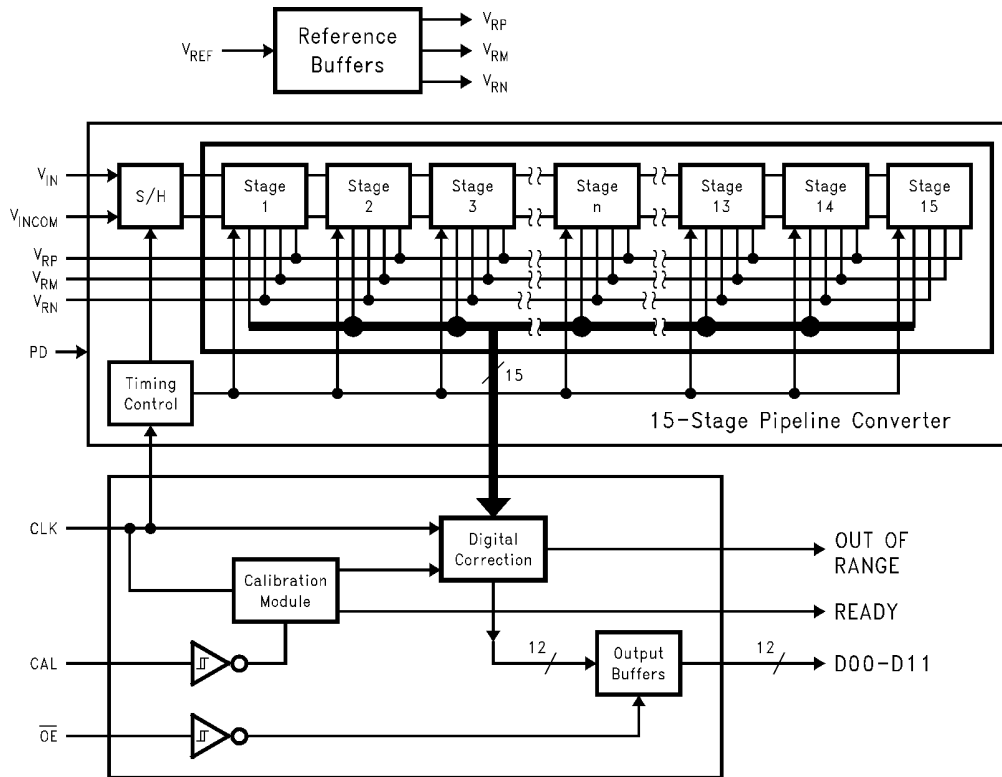 V_REF
Reference
Buffers
V_RP
V_RM
V_RN
V_IN
V_INCOM
S/H
Stage
1
Stage
2
Stage
3
Stage
n
Stage
13
Stage
14
Stage
15
V_RP
V_RM
V_RN
PD
Timing
Control
15
15-Stage Pipeline Converter
CLK
Digital
Correction
OUT OF
RANGE
Calibration
Module
READY
CAL
12
Output
Buffers
12
D00-D11
O̅E̅